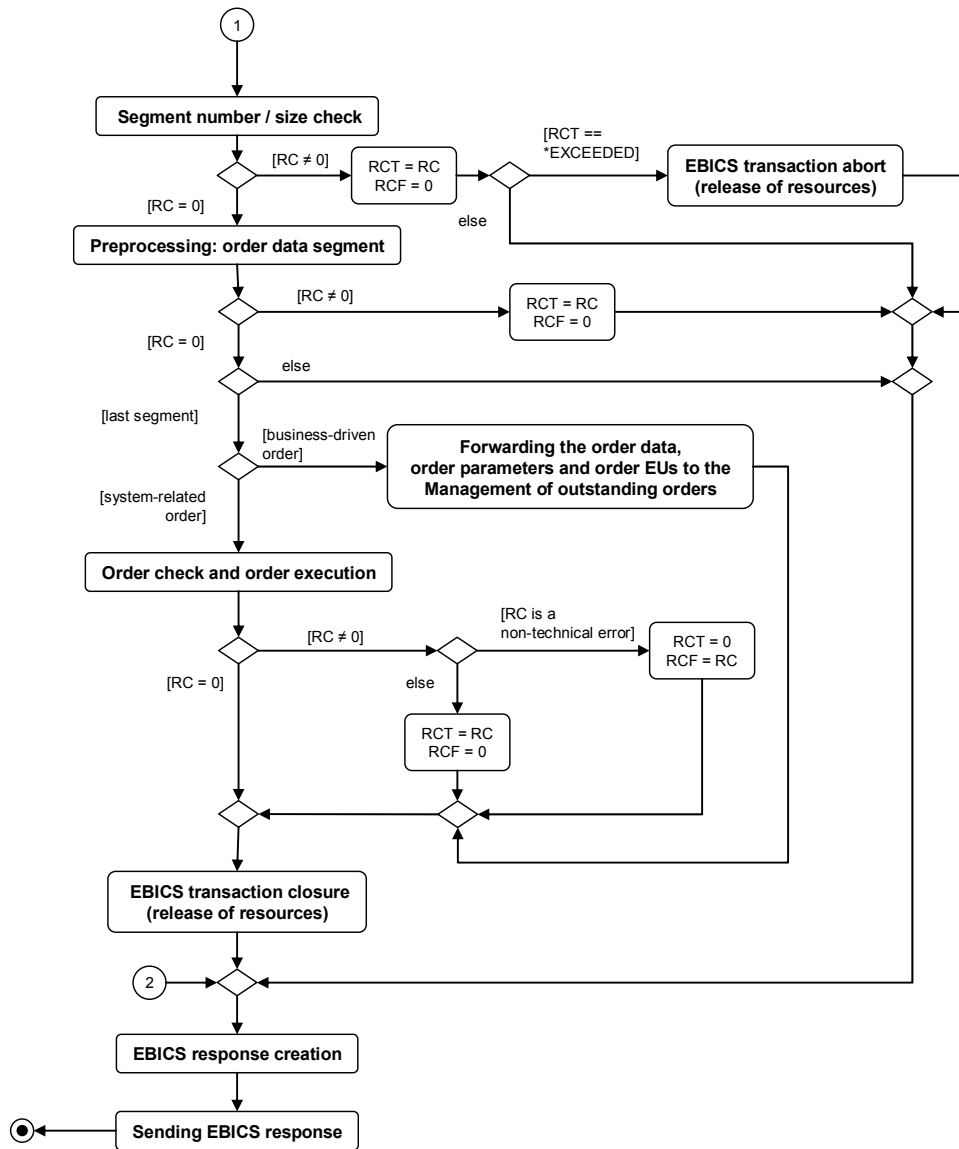 1
Segment number / size check
[RC ≠ 0]
RCT = RC
RCF = 0
[RCT ==
*EXCEEDED]
EBICS transaction abort
(release of resources)
[RC = 0]
else
Preprocessing: order data segment
[RC ≠ 0]
RCT = RC
RCF = 0
[RC = 0]
else
[last segment]
[business-driven
order]
Forwarding the order data,
order parameters and order EUs to the
Management of outstanding orders
[system-related
order]
Order check and order execution
[RC ≠ 0]
[RC is a
non-technical error]
RCT = 0
RCF = RC
[RC = 0]
else
RCT = RC
RCF = 0
EBICS transaction closure
(release of resources)
2
EBICS response creation
Sending EBICS response